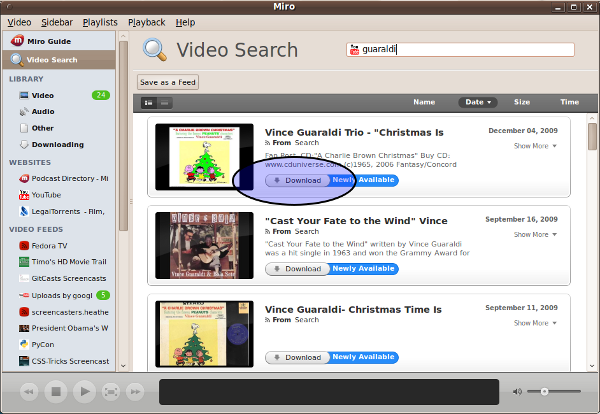 Miro
Video Sidebar Playlists Playback Help
Miro Guide
Video Search
LIBRARY
Video 24
Audio
Other
Downloading
WEBSITES
Podcast Directory - Mi
YouTube
LegalTorrents - Film,
VIDEO FEEDS
Fedora TV
Timo's HD Movie Trail
GitCasts Screencasts
Uploads by googl 5
screencasters.heathe
President Obama's W
PyCon
CSS-Tricks Screencast
Video Search
guaraldi
Save as a Feed
Name Date Size Time
Vince Guaraldi Trio - "Christmas Is
December 04, 2009
From Search
Show More
Fan Post. CD:"A Charlie Brown Christmas" Buy CD:
www.cduniverse.com (c)1965, 2006 Fantasy/Concord
Download Newly Available
"Cast Your Fate to the Wind" Vince
September 16, 2009
From Search
Show More
"Cast Your Fate to the Wind" written by Vince Guaraldi
was a hit single in 1963 and won the Grammy Award for
Download Newly Available
Vince Guaraldi & Bola Sete
STEREO
"A CHARLIE BROWN CHRISTMAS"
Vince Guaraldi- Christmas Time Is
September 11, 2009
From Search
Show More
Download Newly Available